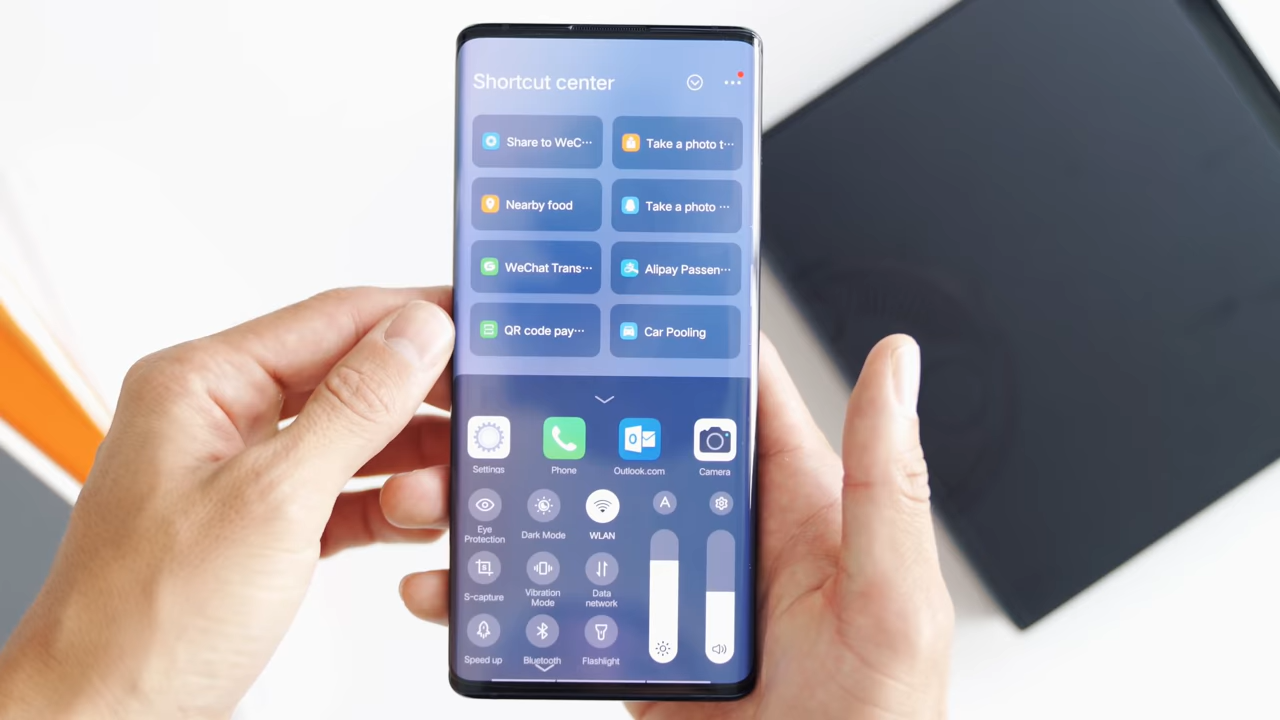 Shortcut center
Share to WeC···
Take a photo t···
Nearby food
Take a photo ···
WeChat Trans···
Alipay Passen···
QR code pay···
Car Pooling
Settings
Phone
Outlook.com
Camera
Eye
Protection
Dark Mode
WLAN
A
S-capture
Vibration
Mode
Data
network
Speed up
Bluetooth
Flashlight